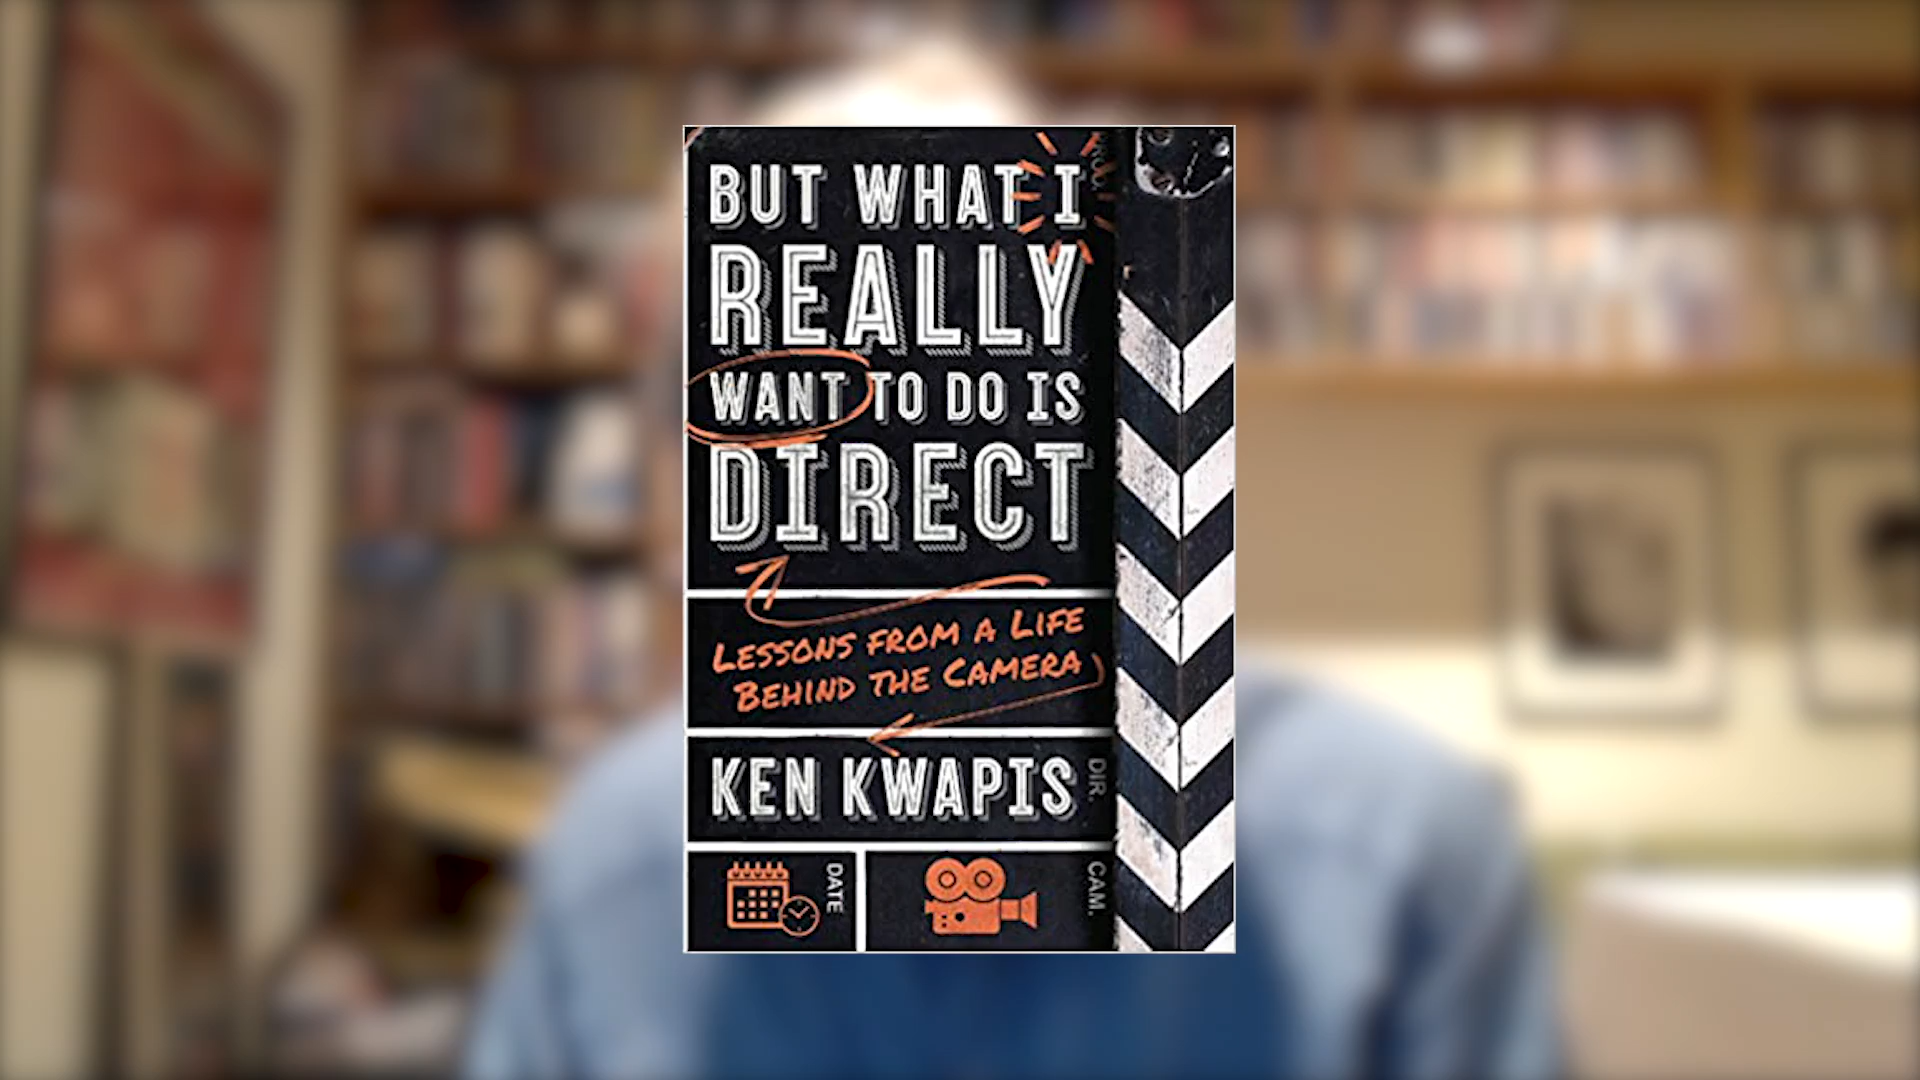 BUT WHAT I
REALLY
WANT TO DO IS
DIRECT
LESSONS FROM A LIFE
BEHIND THE CAMERA
KEN KWAPIS
DIR.
DATE
CAM.